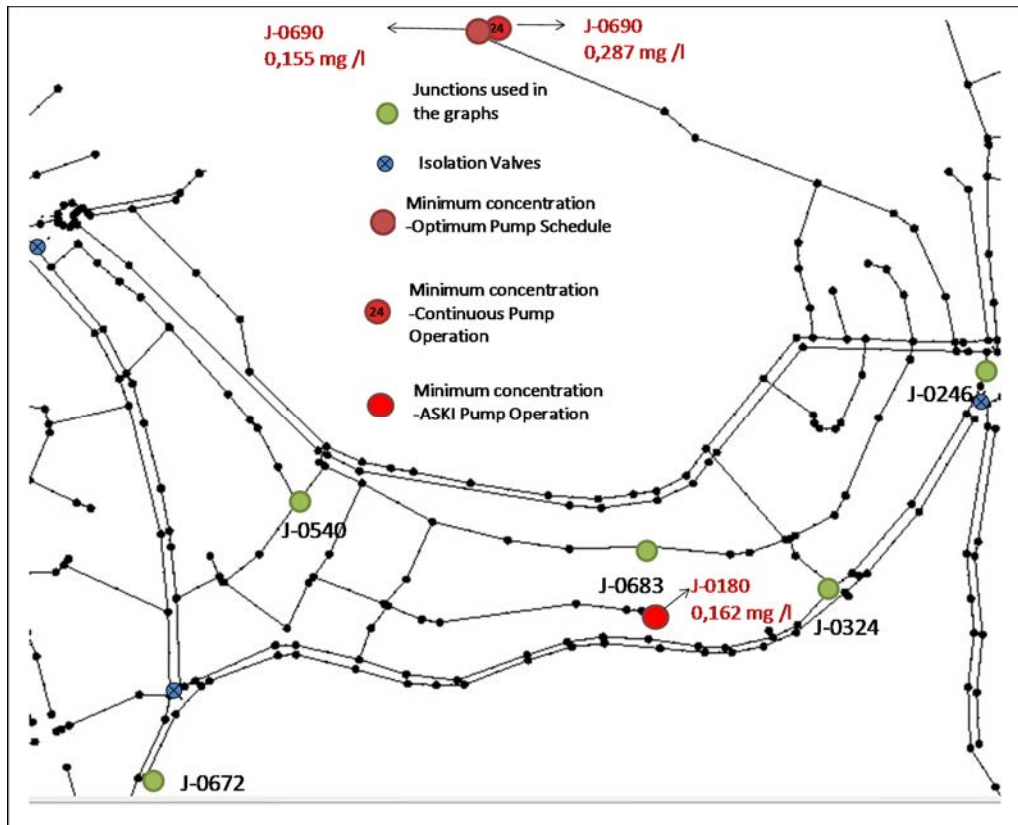 J-0690
0,155 mg /l
24
J-0690
0,287 mg /l
Junctions used in
the graphs
Isolation Valves
Minimum concentration
-Optimum Pump Schedule
Minimum concentration
-Continuous Pump
Operation
24
Minimum concentration
-ASKI Pump Operation
J-0246
J-0540
J-0683
J-0180
0,162 mg /l
J-0324
J-0672